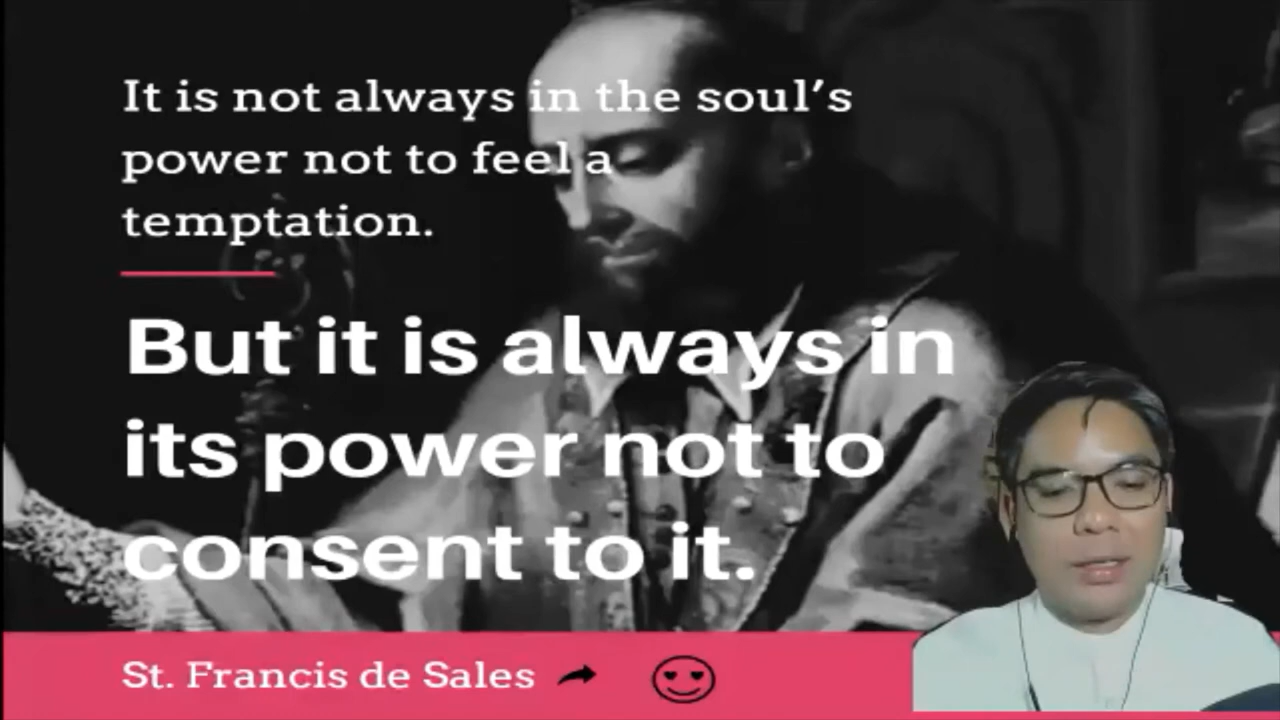 It is not always in the soul’s
power not to feel a
temptation.
But it is always in
its power not to
consent to it.
St. Francis de Sales